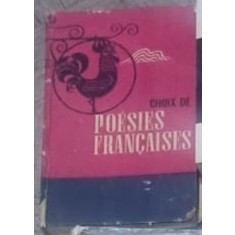 CHOIX DE
POÉSIES
FRANÇAISES